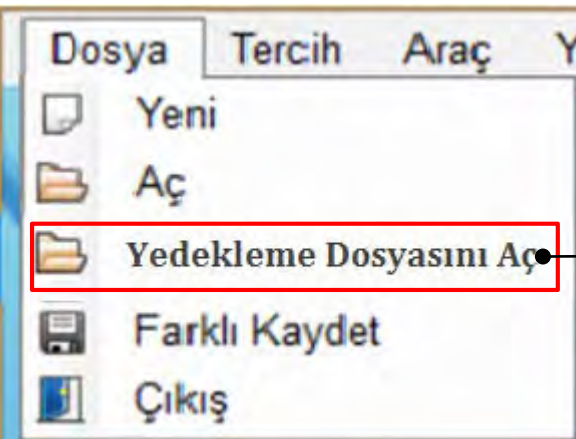 Dosya Tercih Araç Y
Yeni
Aç
Yedekleme Dosyasını Aç
Farklı Kaydet
Çıkış